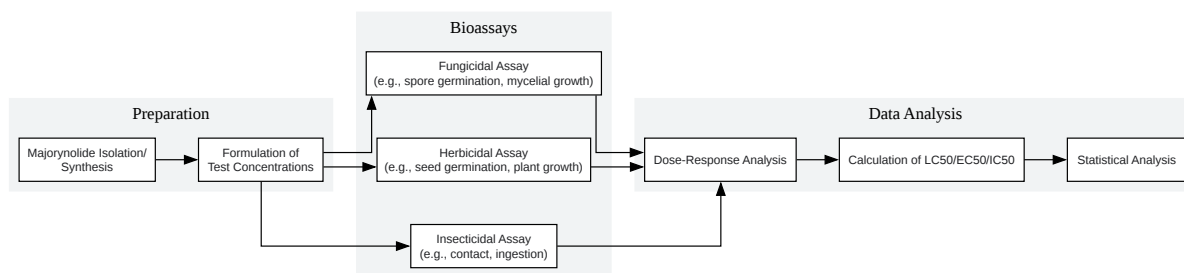 Bioassays
Fungicidal Assay
(e.g., spore germination, mycelial growth)
Preparation
Data Analysis
Majorynolide Isolation/
Synthesis
Formulation of
Test Concentrations
Herbicidal Assay
(e.g., seed germination, plant growth)
Dose-Response Analysis
Calculation of LC50/EC50/IC50
Statistical Analysis
Insecticidal Assay
(e.g., contact, ingestion)